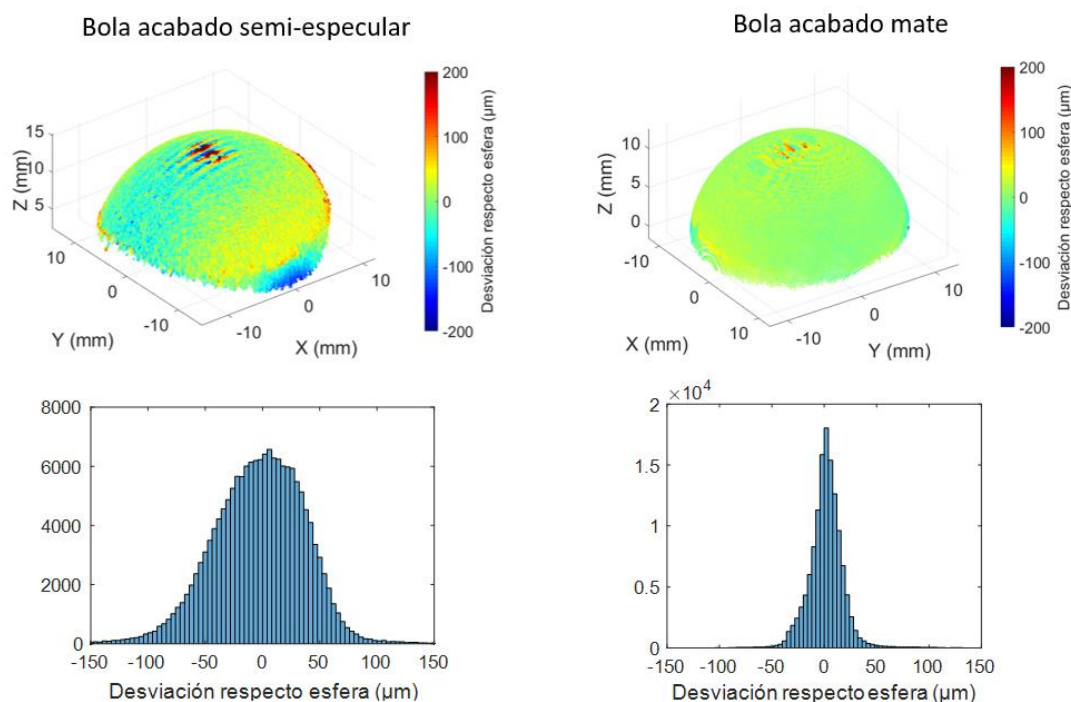 Bola acabado semi-especular
Bola acabado mate
200
100
0
-100
-200
Desviación respecto esfera (µm)
15
10
5
Z (mm)
10
0
-10
Y (mm)
-10
0
10
X (mm)
200
100
0
-100
-200
Desviación respecto esfera (µm)
10
5
0
Z (mm)
-10
0
10
X (mm)
-10
0
10
Y (mm)
8000
6000
4000
2000
0
-150 -100 -50 0 50 100 150
Desviación respecto esfera (µm)
×10⁴
2
1.5
1
0.5
0
-150 -100 -50 0 50 100 150
Desviación respecto esfera (µm)